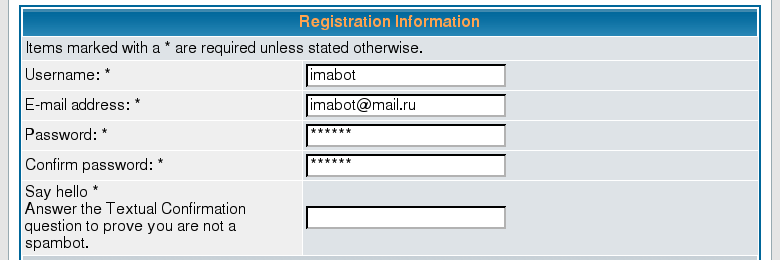 Registration Information
Items marked with a * are required unless stated otherwise.
Username: * imabot
E-mail address: * imabot@mail.ru
Password: * ******
Confirm password: * ******
Say hello *
Answer the Textual Confirmation
question to prove you are not a
spambot.